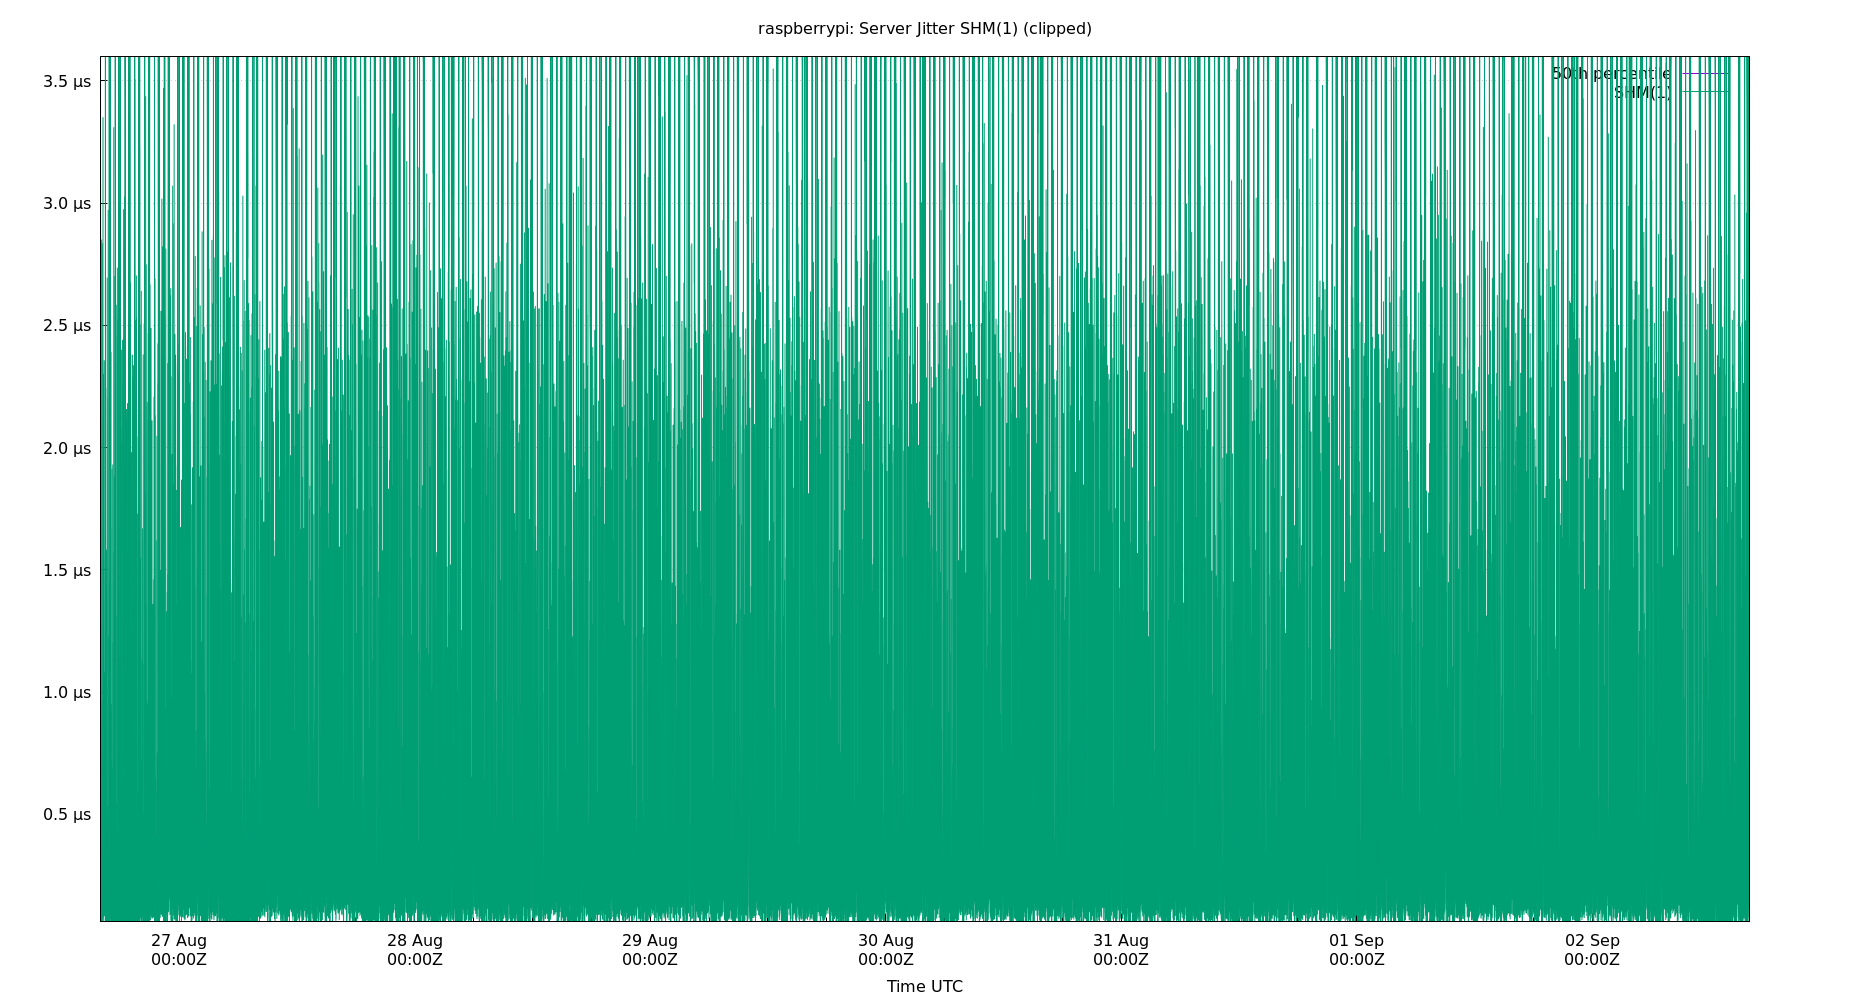 raspberrypi: Server Jitter SHM(1) (clipped)
50th percentile
SHM(1)
3.5 µs
3.0 µs
2.5 µs
2.0 µs
1.5 µs
1.0 µs
0.5 µs
27 Aug 28 Aug 29 Aug 30 Aug 31 Aug 01 Sep 02 Sep
00:00Z 00:00Z 00:00Z 00:00Z 00:00Z 00:00Z 00:00Z
Time UTC